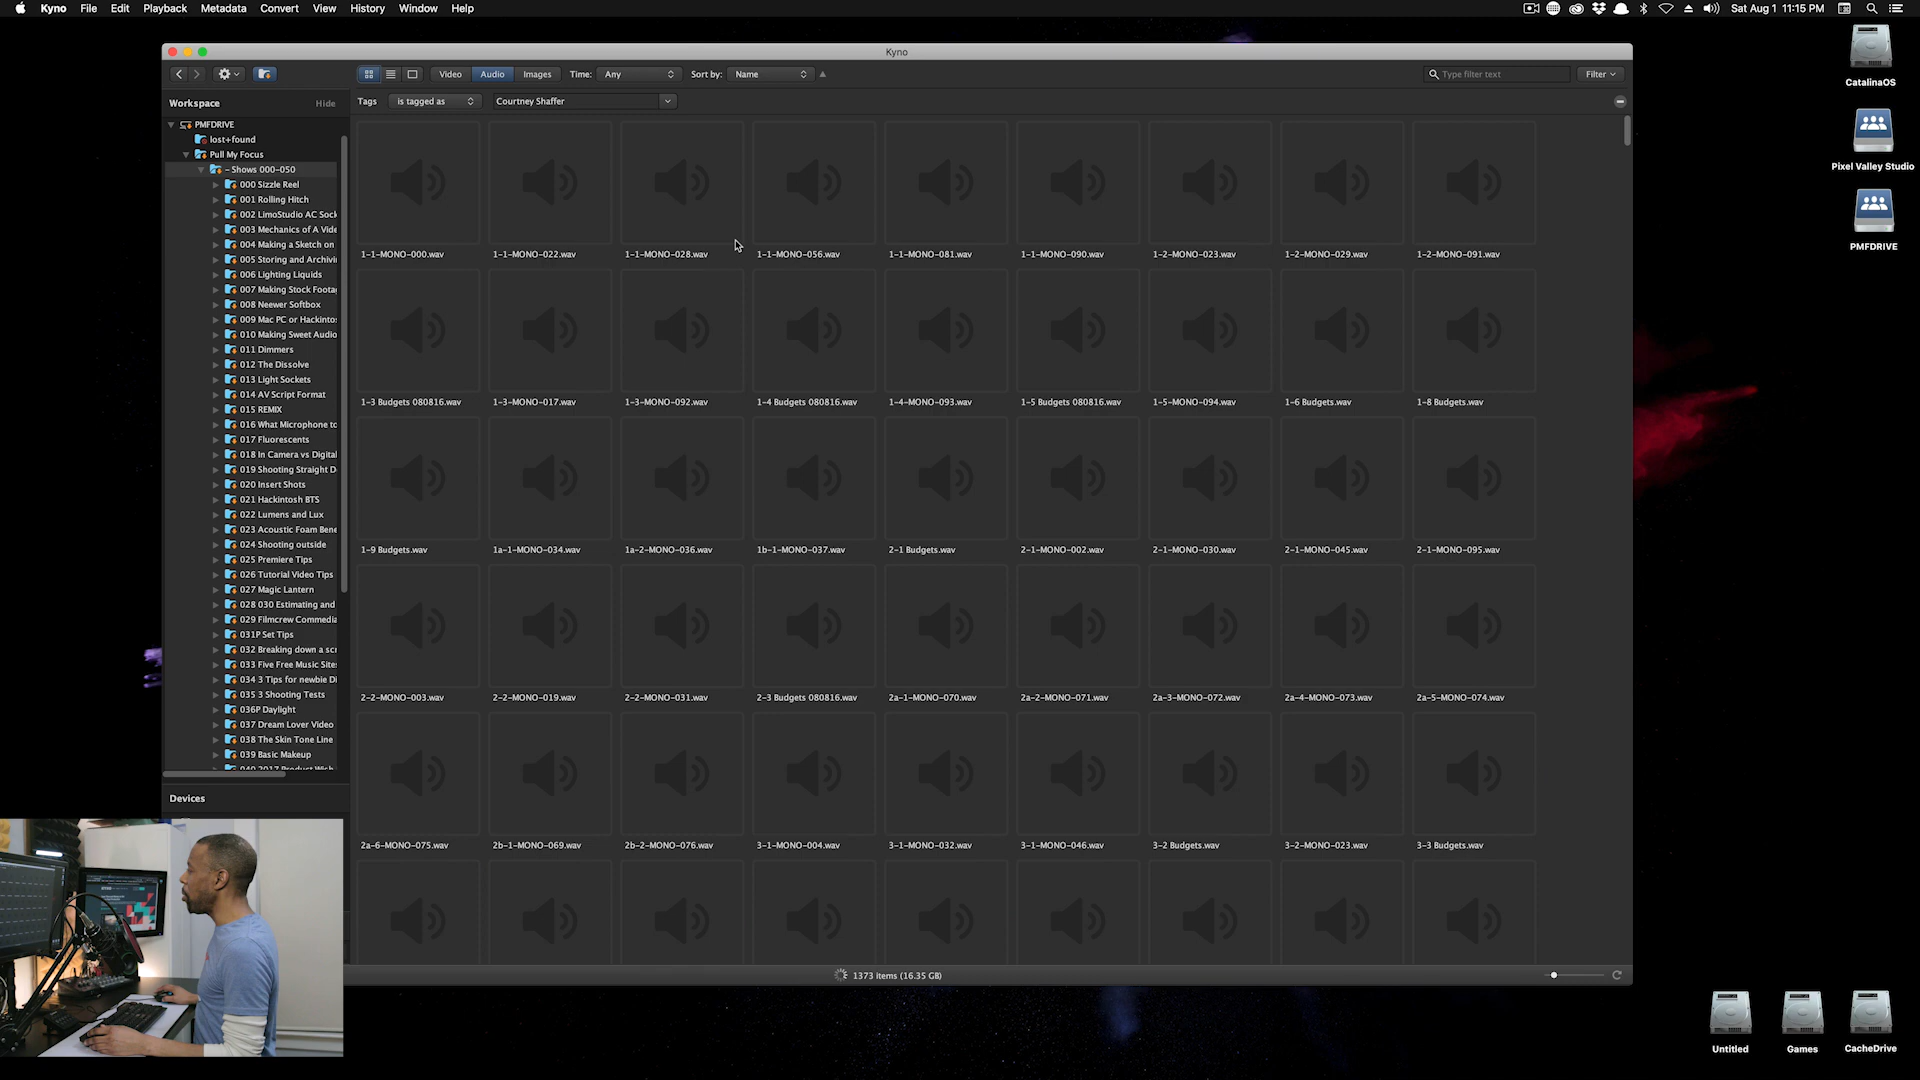 Kyno File Edit Playback Metadata Convert View History Window Help
Sat Aug 1 11:15 PM
Kyno
Video Audio Images Time: Any Sort by: Name
Type filter text
Filter
Workspace Hide
Tags is tagged as Courtney Shaffer
PMFDRIVE
lost+found
Pull My Focus
- Shows 000-050
000 Sizzle Reel
001 Rolling Hitch
002 LimoStudio AC Sock
003 Mechanics of A Vide
004 Making a Sketch on
005 Storing and Archivi
006 Lighting Liquids
007 Making Stock Foota
008 Neewer Softbox
009 Mac PC or Hackinto
010 Making Sweet Audio
011 Dimmers
012 The Dissolve
013 Light Sockets
014 AV Script Format
015 REMIX
016 What Microphone to
017 Fluorescents
018 In Camera vs Digital
019 Shooting Straight D
020 Insert Shots
021 Hackintosh BTS
022 Lumens and Lux
023 Acoustic Foam Bene
024 Shooting outside
025 Premiere Tips
026 Tutorial Video Tips
027 Magic Lantern
028 030 Estimating and
029 Filmcrew Commedia
031P Set Tips
032 Breaking down a scr
033 Five Free Music Sites
034 3 Tips for newbie Di
035 3 Shooting Tests
036P Daylight
037 Dream Lover Video
038 The Skin Tone Line
039 Basic Makeup
040 2017 Product Wish
Devices
1-1-MONO-000.wav 1-1-MONO-022.wav 1-1-MONO-028.wav 1-1-MONO-056.wav 1-1-MONO-081.wav 1-1-MONO-090.wav 1-2-MONO-023.wav 1-2-MONO-029.wav 1-2-MONO-091.wav
1-3 Budgets 080816.wav 1-3-MONO-017.wav 1-3-MONO-092.wav 1-4 Budgets 080816.wav 1-4-MONO-093.wav 1-5 Budgets 080816.wav 1-5-MONO-094.wav 1-6 Budgets.wav 1-8 Budgets.wav
1-9 Budgets.wav 1a-1-MONO-034.wav 1a-2-MONO-036.wav 1b-1-MONO-037.wav 2-1 Budgets.wav 2-1-MONO-002.wav 2-1-MONO-030.wav 2-1-MONO-045.wav 2-1-MONO-095.wav
2-2-MONO-003.wav 2-2-MONO-019.wav 2-2-MONO-031.wav 2-3 Budgets 080816.wav 2a-1-MONO-070.wav 2a-2-MONO-071.wav 2a-3-MONO-072.wav 2a-4-MONO-073.wav 2a-5-MONO-074.wav
2a-6-MONO-075.wav 2b-1-MONO-069.wav 2b-2-MONO-076.wav 3-1-MONO-004.wav 3-1-MONO-032.wav 3-1-MONO-046.wav 3-2 Budgets.wav 3-2-MONO-023.wav 3-3 Budgets.wav
1373 items (16.35 GB)
CatalinaOS
Pixel Valley Studio
PMFDRIVE
Untitled Games CacheDrive